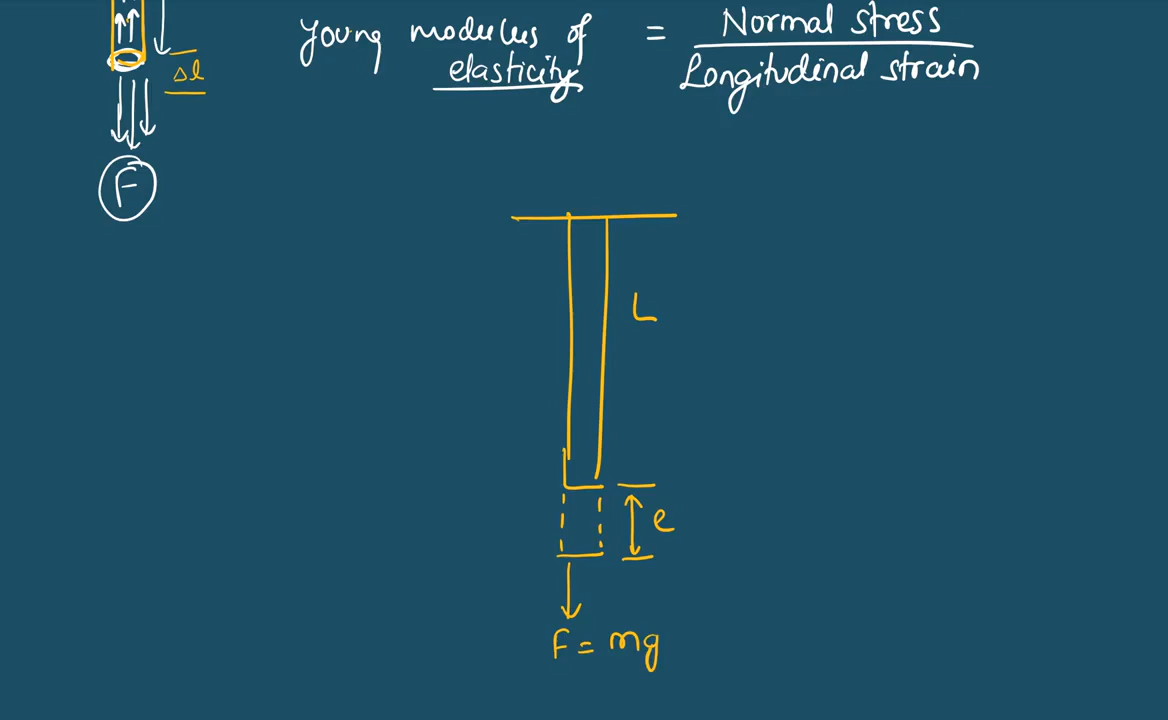 Young modulus of elasticity = Normal stress / Longitudinal strain
Δl
F
L
e
F = mg